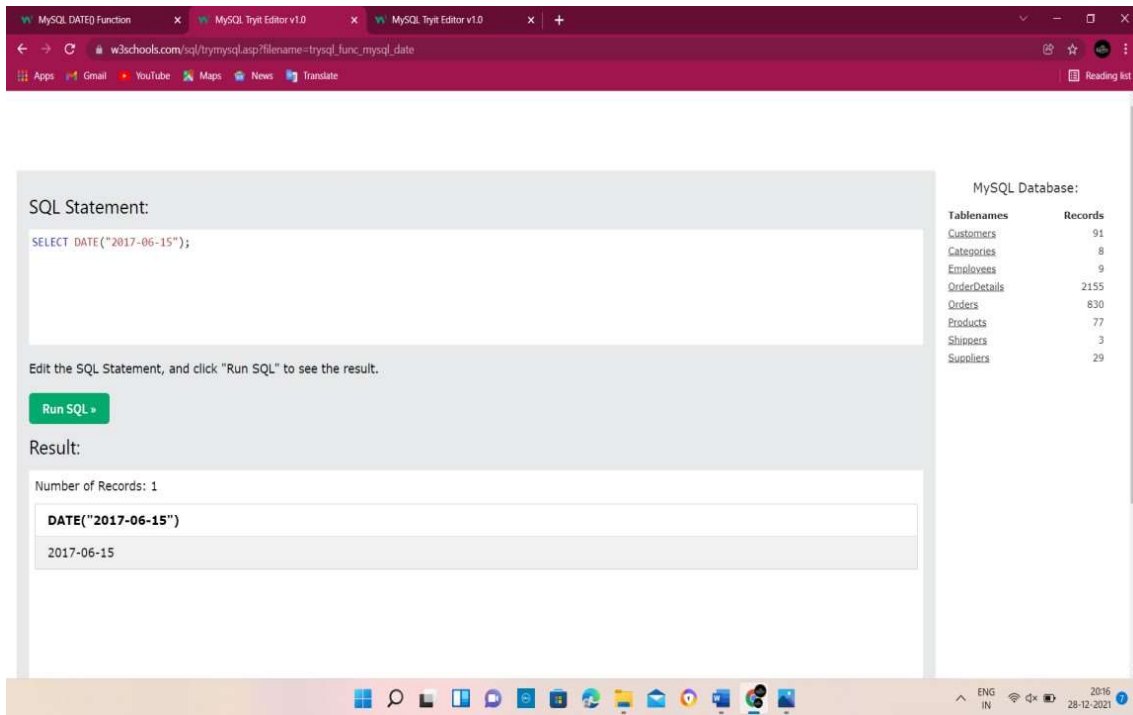 MySQL DATE() Function
MySQL Tryit Editor v1.0
MySQL Tryit Editor v1.0
w3schools.com/sql/trymysql.asp?filename=trysql_func_mysql_date
Apps Gmail YouTube Maps News Translate Reading list
SQL Statement:
SELECT DATE("2017-06-15");
Edit the SQL Statement, and click "Run SQL" to see the result.
Run SQL »
Result:
Number of Records: 1
DATE("2017-06-15")
2017-06-15
MySQL Database:
Tablenames Records
Customers 91
Categories 8
Employees 9
OrderDetails 2155
Orders 830
Products 77
Shippers 3
Suppliers 29
ENG
IN
20:16
28-12-2021
7